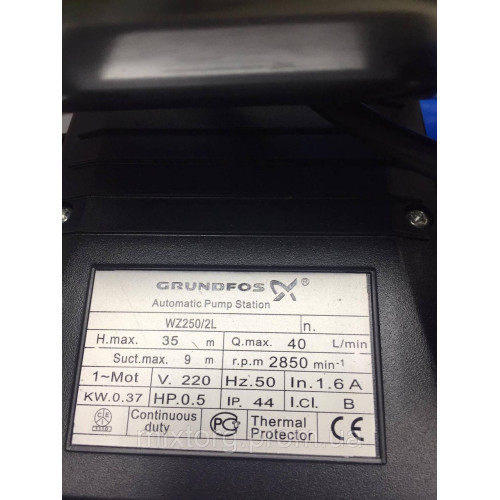 GRUNDFOS ®
Automatic Pump Station
WZ250/2L n.
H.max. 35 m Q.max. 40 L/min
Suct.max. 9 m r.p.m 2850 min⁻¹
1~Mot V. 220 Hz.50 In.1.6A
KW.0.37 HP.0.5 IP. 44 I.Cl. B
Continuous duty Thermal Protector CE